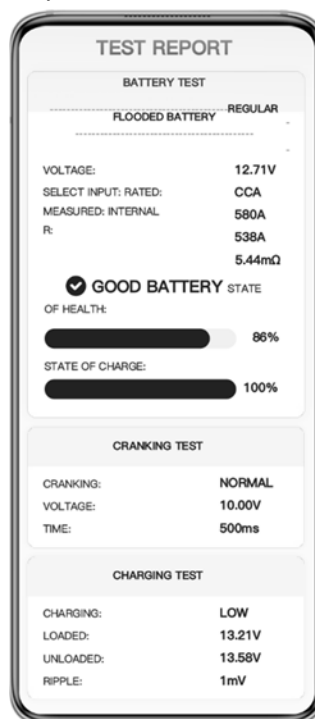 TEST REPORT
BATTERY TEST
REGULAR
FLOODED BATTERY
VOLTAGE: 12.71V
SELECT INPUT: RATED: CCA
MEASURED: INTERNAL 580A
R: 538A
5.44mΩ
GOOD BATTERY STATE
OF HEALTH:
86%
STATE OF CHARGE:
100%
CRANKING TEST
CRANKING: NORMAL
VOLTAGE: 10.00V
TIME: 500ms
CHARGING TEST
CHARGING: LOW
LOADED: 13.21V
UNLOADED: 13.58V
RIPPLE: 1mV